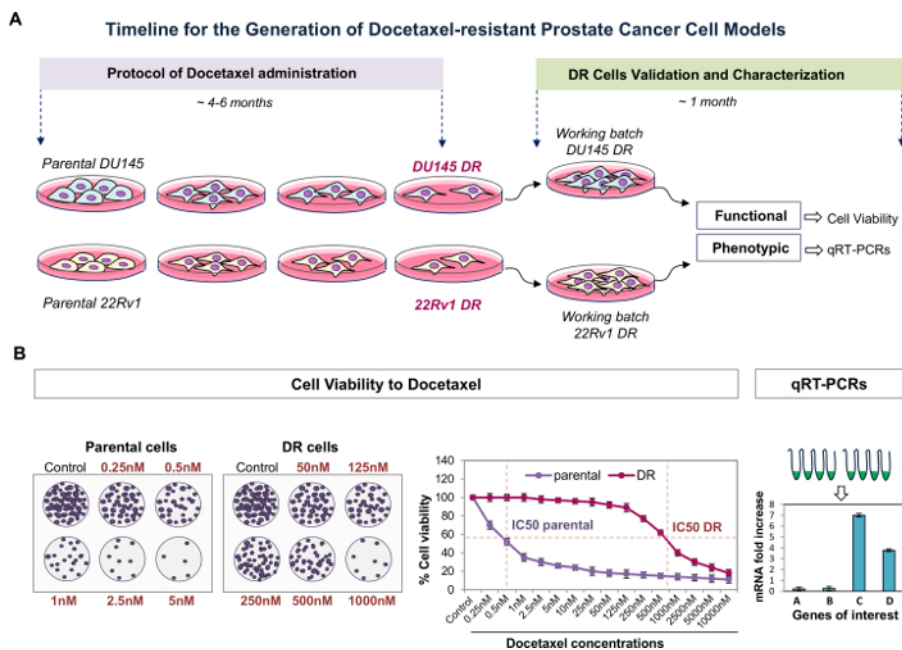 A
Timeline for the Generation of Docetaxel-resistant Prostate Cancer Cell Models
Protocol of Docetaxel administration
DR Cells Validation and Characterization
~ 4-6 months
~ 1 month
Parental DU145
DU145 DR
Working batch
DU145 DR
Functional
Cell Viability
Phenotypic
qRT-PCRs
Parental 22Rv1
22Rv1 DR
Working batch
22Rv1 DR
B
Cell Viability to Docetaxel
qRT-PCRs
Parental cells
Control 0.25nM 0.5nM
1nM 2.5nM 5nM
DR cells
Control 50nM 125nM
250nM 500nM 1000nM
% Cell viability
140
120
100
80
60
40
20
0
parental
DR
IC50 parental
IC50 DR
Control
0.25nM
0.5nM
1nM
2.5nM
5nM
10nM
25nM
50nM
125nM
250nM
500nM
1000nM
2500nM
5000nM
10000nM
Docetaxel concentrations
mRNA fold increase
8
7
6
5
4
3
2
1
0
A B C D
Genes of interest